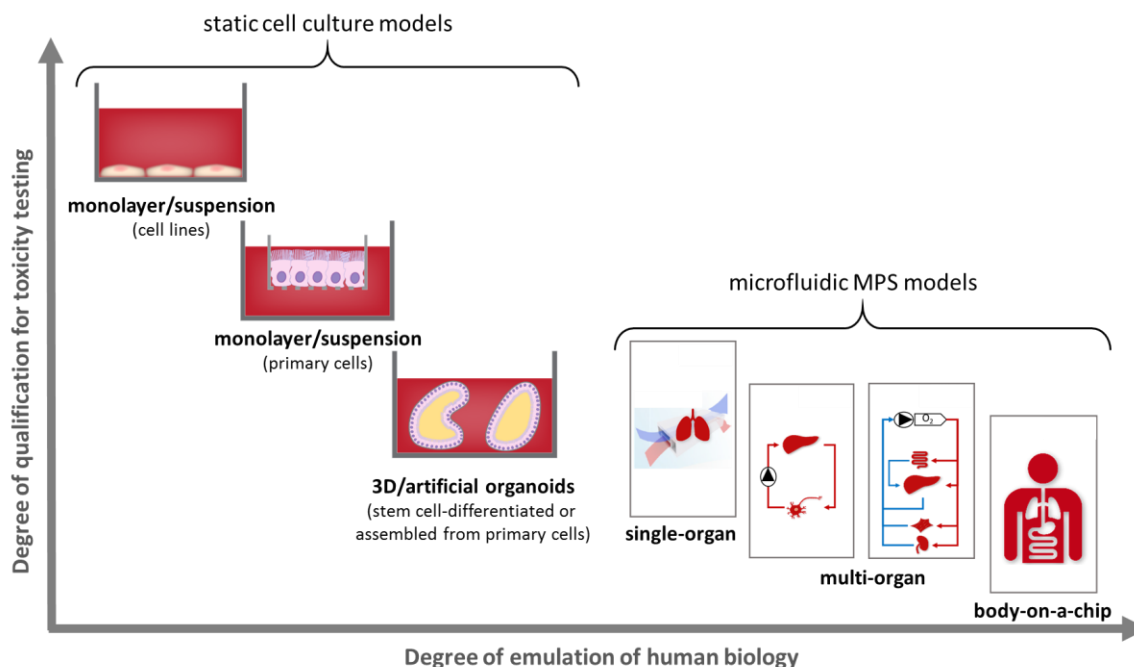 static cell culture models
Degree of qualification for toxicity testing
monolayer/suspension
(cell lines)
monolayer/suspension
(primary cells)
3D/artificial organoids
(stem cell-differentiated or
assembled from primary cells)
microfluidic MPS models
single-organ
O2
multi-organ
body-on-a-chip
Degree of emulation of human biology